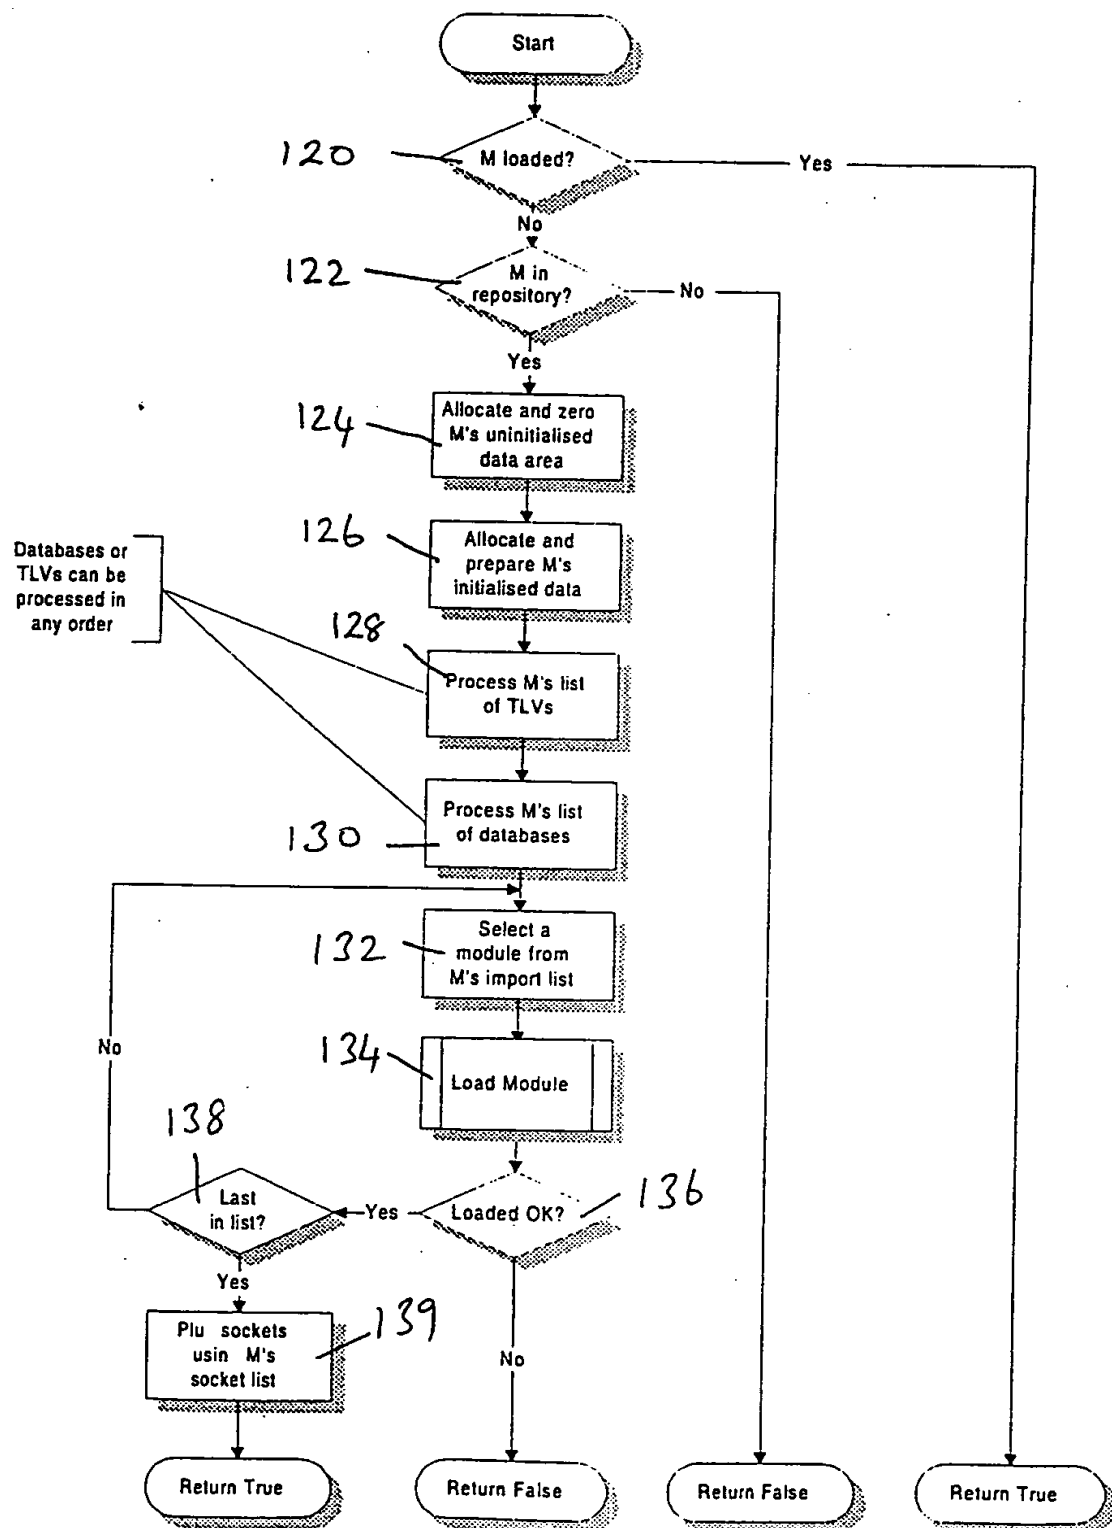 Start
120
M loaded?
Yes
No
122
M in
repository?
No
Yes
124
Allocate and zero
M's uninitialised
data area
126
Allocate and
prepare M's
initialised data
Databases or
TLVs can be
processed in
any order
128
Process M's list
of TLVs
130
Process M's list
of databases
132
Select a
module from
M's import list
No
134
Load Module
138
Last
in list?
Yes
Loaded OK?
136
Yes
139
Plu sockets
usin M's
socket list
No
Return True
Return False
Return False
Return True